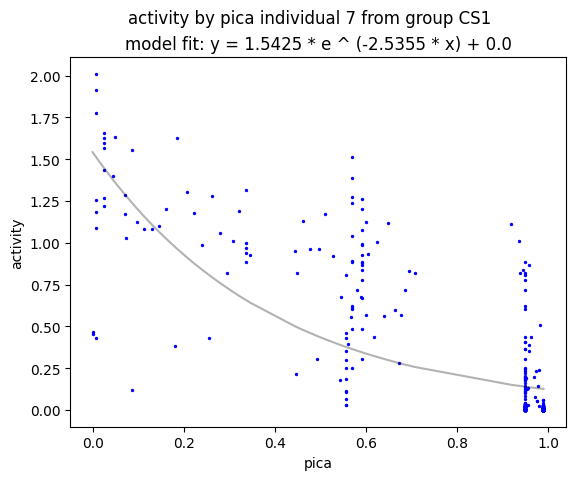 activity by pica individual 7 from group CS1
model fit: y = 1.5425 * e ^ (-2.5355 * x) + 0.0
2.00
1.75
1.50
1.25
1.00
0.75
0.50
0.25
0.00
activity
0.0 0.2 0.4 0.6 0.8 1.0
pica